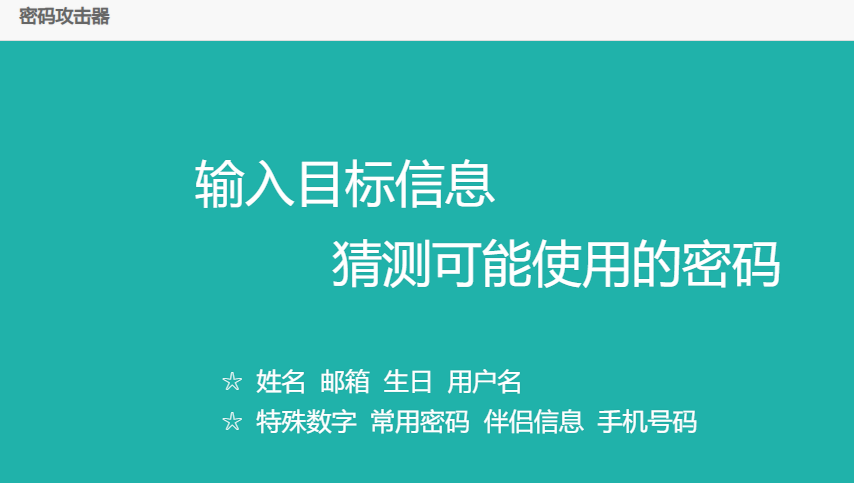 密码攻击器
输入目标信息
猜测可能使用的密码
☆ 姓名 邮箱 生日 用户名
☆ 特殊数字 常用密码 伴侣信息 手机号码